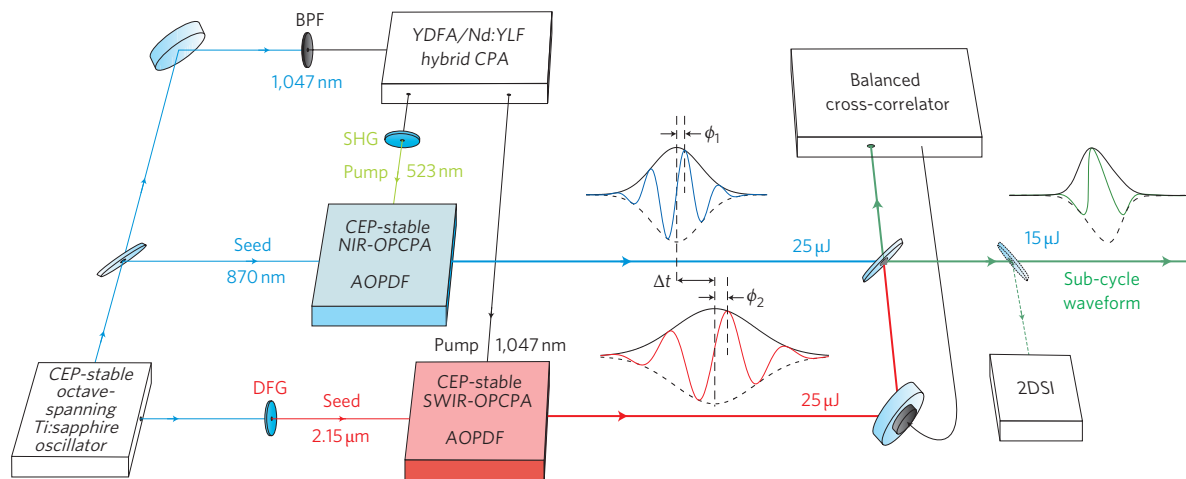 BPF
1,047 nm
YDFA/Nd:YLF
hybrid CPA
SHG
Pump 523 nm
Seed
870 nm
CEP-stable
NIR-OPCPA
AOPDF
Pump 1,047 nm
CEP-stable
octave-
spanning
Ti:sapphire
oscillator
DFG
Seed
2.15 μm
CEP-stable
SWIR-OPCPA
AOPDF
ϕ1
Δt
ϕ2
25 μJ
25 μJ
Balanced
cross-correlator
15 μJ
Sub-cycle
waveform
2DSI